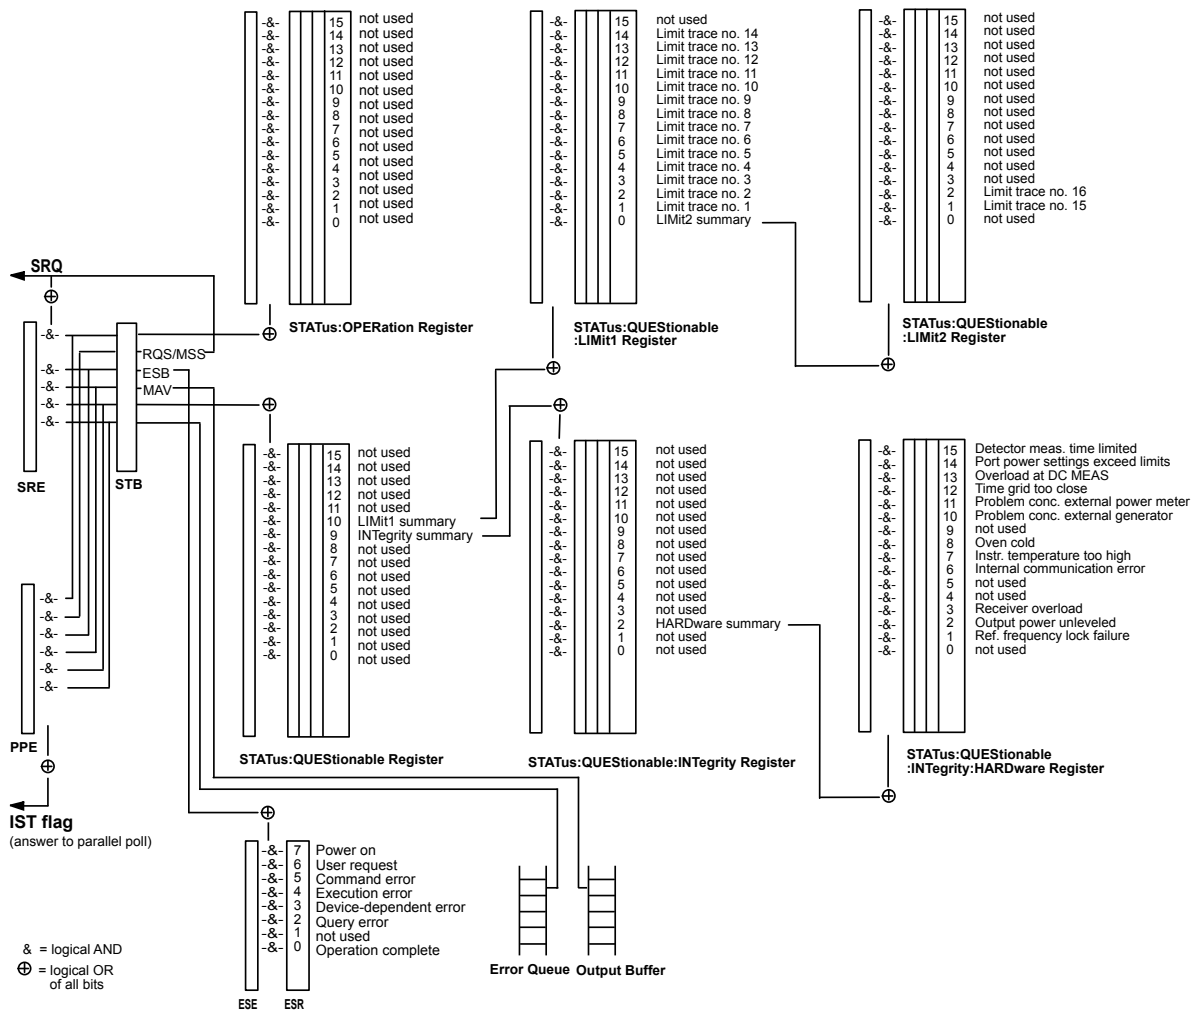 -&- 15 not used
-&- 14 not used
-&- 13 not used
-&- 12 not used
-&- 11 not used
-&- 10 not used
-&- 9 not used
-&- 8 not used
-&- 7 not used
-&- 6 not used
-&- 5 not used
-&- 4 not used
-&- 3 not used
-&- 2 not used
-&- 1 not used
-&- 0 not used
STATus:OPERation Register
-&- 15 not used
-&- 14 Limit trace no. 14
-&- 13 Limit trace no. 13
-&- 12 Limit trace no. 12
-&- 11 Limit trace no. 11
-&- 10 Limit trace no. 10
-&- 9 Limit trace no. 9
-&- 8 Limit trace no. 8
-&- 7 Limit trace no. 7
-&- 6 Limit trace no. 6
-&- 5 Limit trace no. 5
-&- 4 Limit trace no. 4
-&- 3 Limit trace no. 3
-&- 2 Limit trace no. 2
-&- 1 Limit trace no. 1
-&- 0 LIMit2 summary
STATus:QUEStionable
:LIMit1 Register
-&- 15 not used
-&- 14 not used
-&- 13 not used
-&- 12 not used
-&- 11 not used
-&- 10 not used
-&- 9 not used
-&- 8 not used
-&- 7 not used
-&- 6 not used
-&- 5 not used
-&- 4 not used
-&- 3 not used
-&- 2 Limit trace no. 16
-&- 1 Limit trace no. 15
-&- 0 not used
STATus:QUEStionable
:LIMit2 Register
SRQ
-&-
-&- RQS/MSS
-&- ESB
-&- MAV
-&-
SRE
STB
-&- 15 not used
-&- 14 not used
-&- 13 not used
-&- 12 not used
-&- 11 not used
-&- 10 LIMit1 summary
-&- 9 INTegrity summary
-&- 8 not used
-&- 7 not used
-&- 6 not used
-&- 5 not used
-&- 4 not used
-&- 3 not used
-&- 2 not used
-&- 1 not used
-&- 0 not used
STATus:QUEStionable Register
-&- 15 not used
-&- 14 not used
-&- 13 not used
-&- 12 not used
-&- 11 not used
-&- 10 not used
-&- 9 not used
-&- 8 not used
-&- 7 not used
-&- 6 not used
-&- 5 not used
-&- 4 not used
-&- 3 not used
-&- 2 HARDware summary
-&- 1 not used
-&- 0 not used
STATus:QUEStionable:INTegrity Register
-&- 15 Detector meas. time limited
-&- 14 Port power settings exceed limits
-&- 13 Overload at DC MEAS
-&- 12 Time grid too close
-&- 11 Problem conc. external power meter
-&- 10 Problem conc. external generator
-&- 9 not used
-&- 8 Oven cold
-&- 7 Instr. temperature too high
-&- 6 Internal communication error
-&- 5 not used
-&- 4 not used
-&- 3 Receiver overload
-&- 2 Output power unleveled
-&- 1 Ref. frequency lock failure
-&- 0 not used
STATus:QUEStionable
:INTegrity:HARDware Register
-&-
-&-
-&-
-&-
-&-
-&-
PPE
IST flag
(answer to parallel poll)
-&- 7 Power on
-&- 6 User request
-&- 5 Command error
-&- 4 Execution error
-&- 3 Device-dependent error
-&- 2 Query error
-&- 1 not used
-&- 0 Operation complete
ESE ESR
Error Queue Output Buffer
& = logical AND
⊕ = logical OR
of all bits